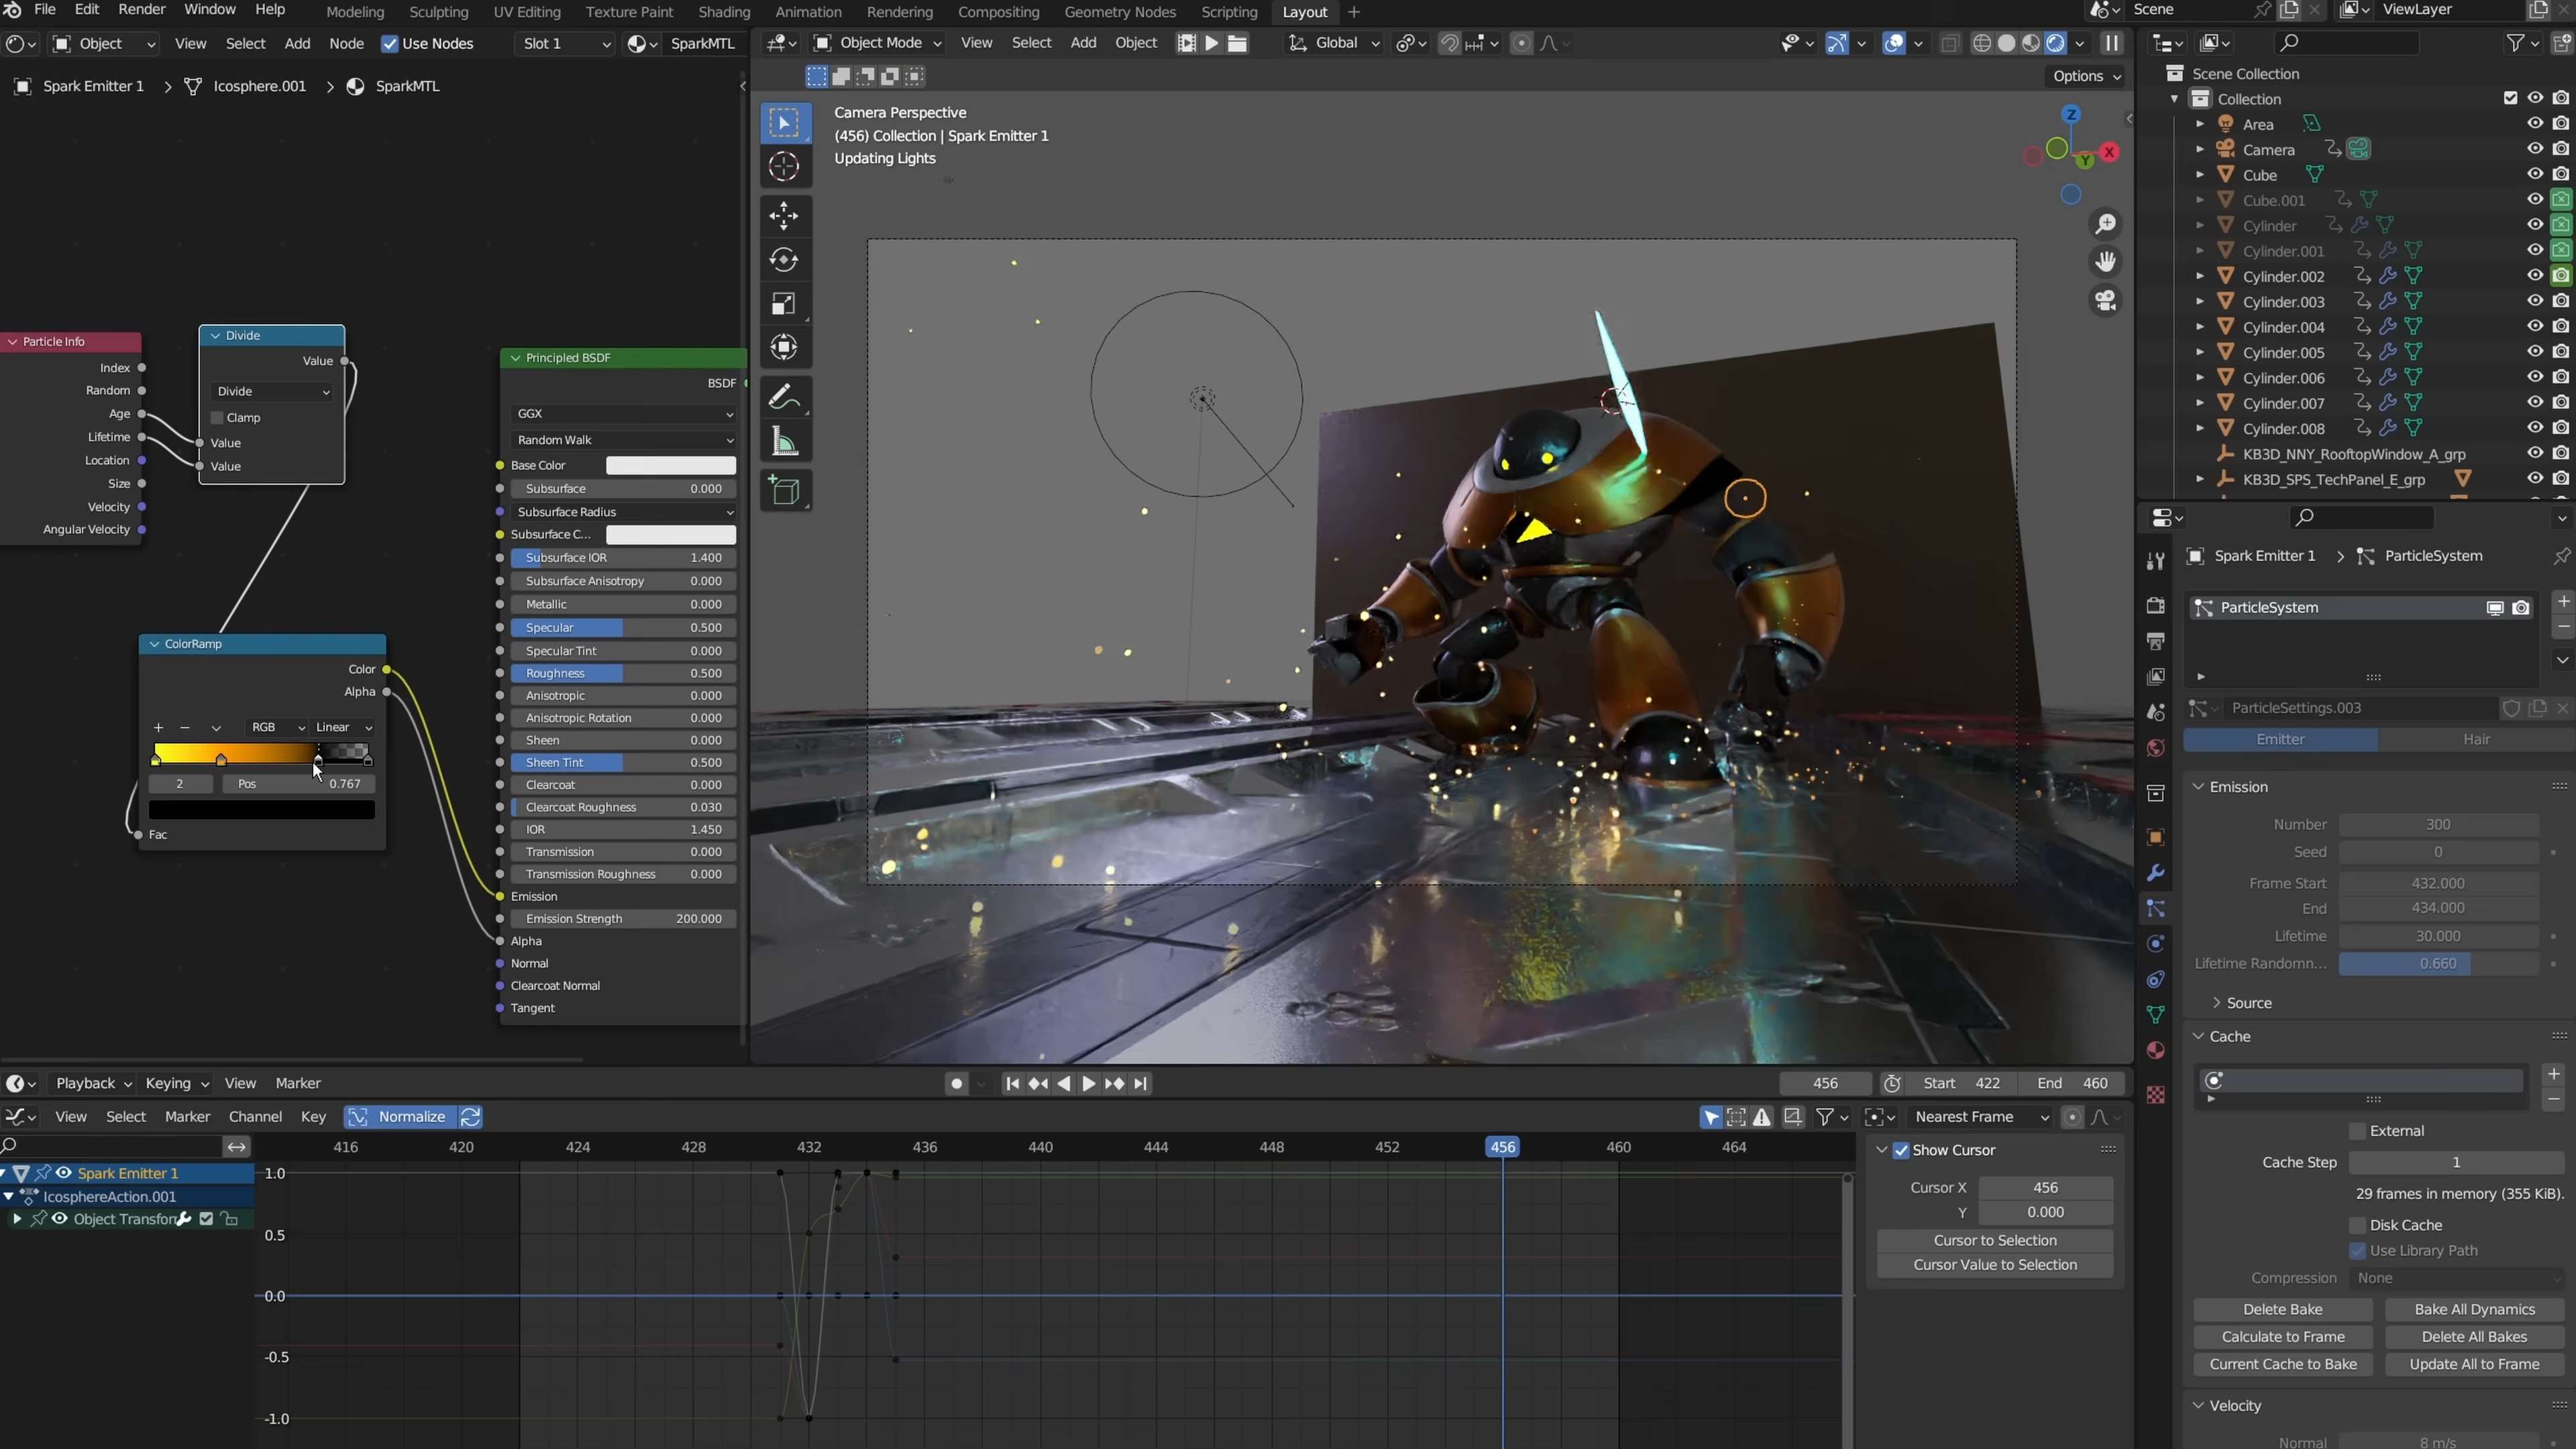 File Edit Render Window Help Modeling Sculpting UV Editing Texture Paint Shading Animation Rendering Compositing Geometry Nodes Scripting Layout + Scene ViewLayer
Object View Select Add Node Use Nodes Slot 1 SparkMTL
Spark Emitter 1 > Icosphere.001 > SparkMTL
Particle Info
Index
Random
Age
Lifetime
Location
Size
Velocity
Angular Velocity
Divide
Value
Divide
Clamp
Value
Value
ColorRamp
Color
Alpha
+ − RGB Linear
2 Pos 0.767
Fac
Principled BSDF
BSDF
GGX
Random Walk
Base Color
Subsurface 0.000
Subsurface Radius
Subsurface C...
Subsurface IOR 1.400
Subsurface Anisotropy 0.000
Metallic 0.000
Specular 0.500
Specular Tint 0.000
Roughness 0.500
Anisotropic 0.000
Anisotropic Rotation 0.000
Sheen 0.000
Sheen Tint 0.500
Clearcoat 0.000
Clearcoat Roughness 0.030
IOR 1.450
Transmission 0.000
Transmission Roughness 0.000
Emission
Emission Strength 200.000
Alpha
Normal
Clearcoat Normal
Tangent
Object Mode View Select Add Object Global
Options
Camera Perspective
(456) Collection | Spark Emitter 1
Updating Lights
Z
X
Y
Scene Collection
Collection
Area
Camera
Cube
Cube.001
Cylinder
Cylinder.001
Cylinder.002
Cylinder.003
Cylinder.004
Cylinder.005
Cylinder.006
Cylinder.007
Cylinder.008
KB3D_NNY_RooftopWindow_A_grp
KB3D_SPS_TechPanel_E_grp
Spark Emitter 1 > ParticleSystem
ParticleSystem
ParticleSettings.003
Emitter Hair
Emission
Number 300
Seed 0
Frame Start 432.000
End 434.000
Lifetime 30.000
Lifetime Randomn... 0.660
Source
Cache
External
Cache Step 1
29 frames in memory (355 KiB).
Disk Cache
Use Library Path
Compression None
Delete Bake Bake All Dynamics
Calculate to Frame Delete All Bakes
Current Cache to Bake Update All to Frame
Velocity
Normal 8 m/s
Playback Keying View Marker 456 Start 422 End 460
View Select Marker Channel Key Normalize Nearest Frame
416 420 424 428 432 436 440 444 448 452 456 460 464
Spark Emitter 1
IcosphereAction.001
Object Transfor
1.0
0.5
0.0
-0.5
-1.0
Show Cursor
Cursor X 456
Y 0.000
Cursor to Selection
Cursor Value to Selection